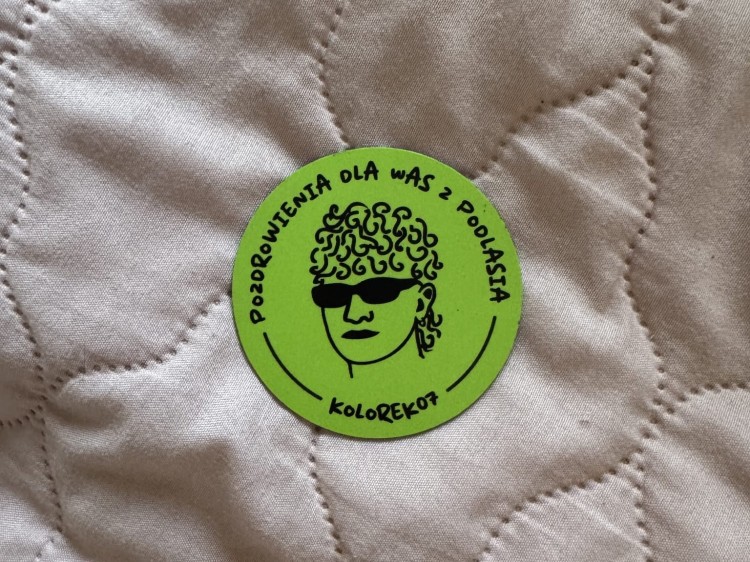 POZDROWIENIA DLA WAS Z PODLASIA
KOLOREK07